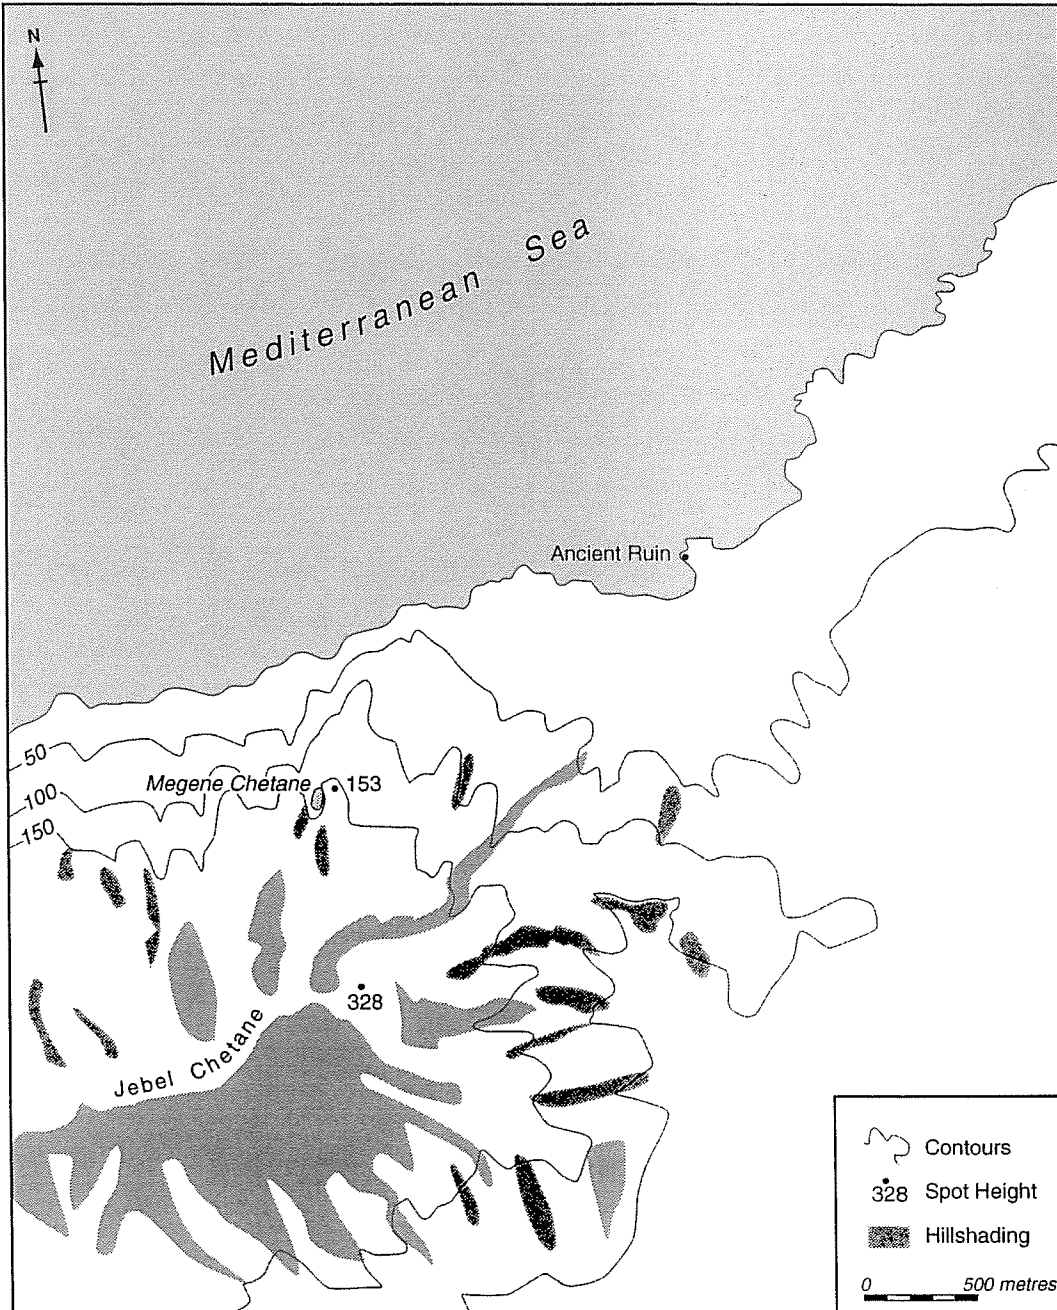 N
Mediterranean Sea
Ancient Ruin
50
Megene Chetane
153
100
150
328
Jebel Chetane
Contours
328 Spot Height
Hillshading
0 500 metres